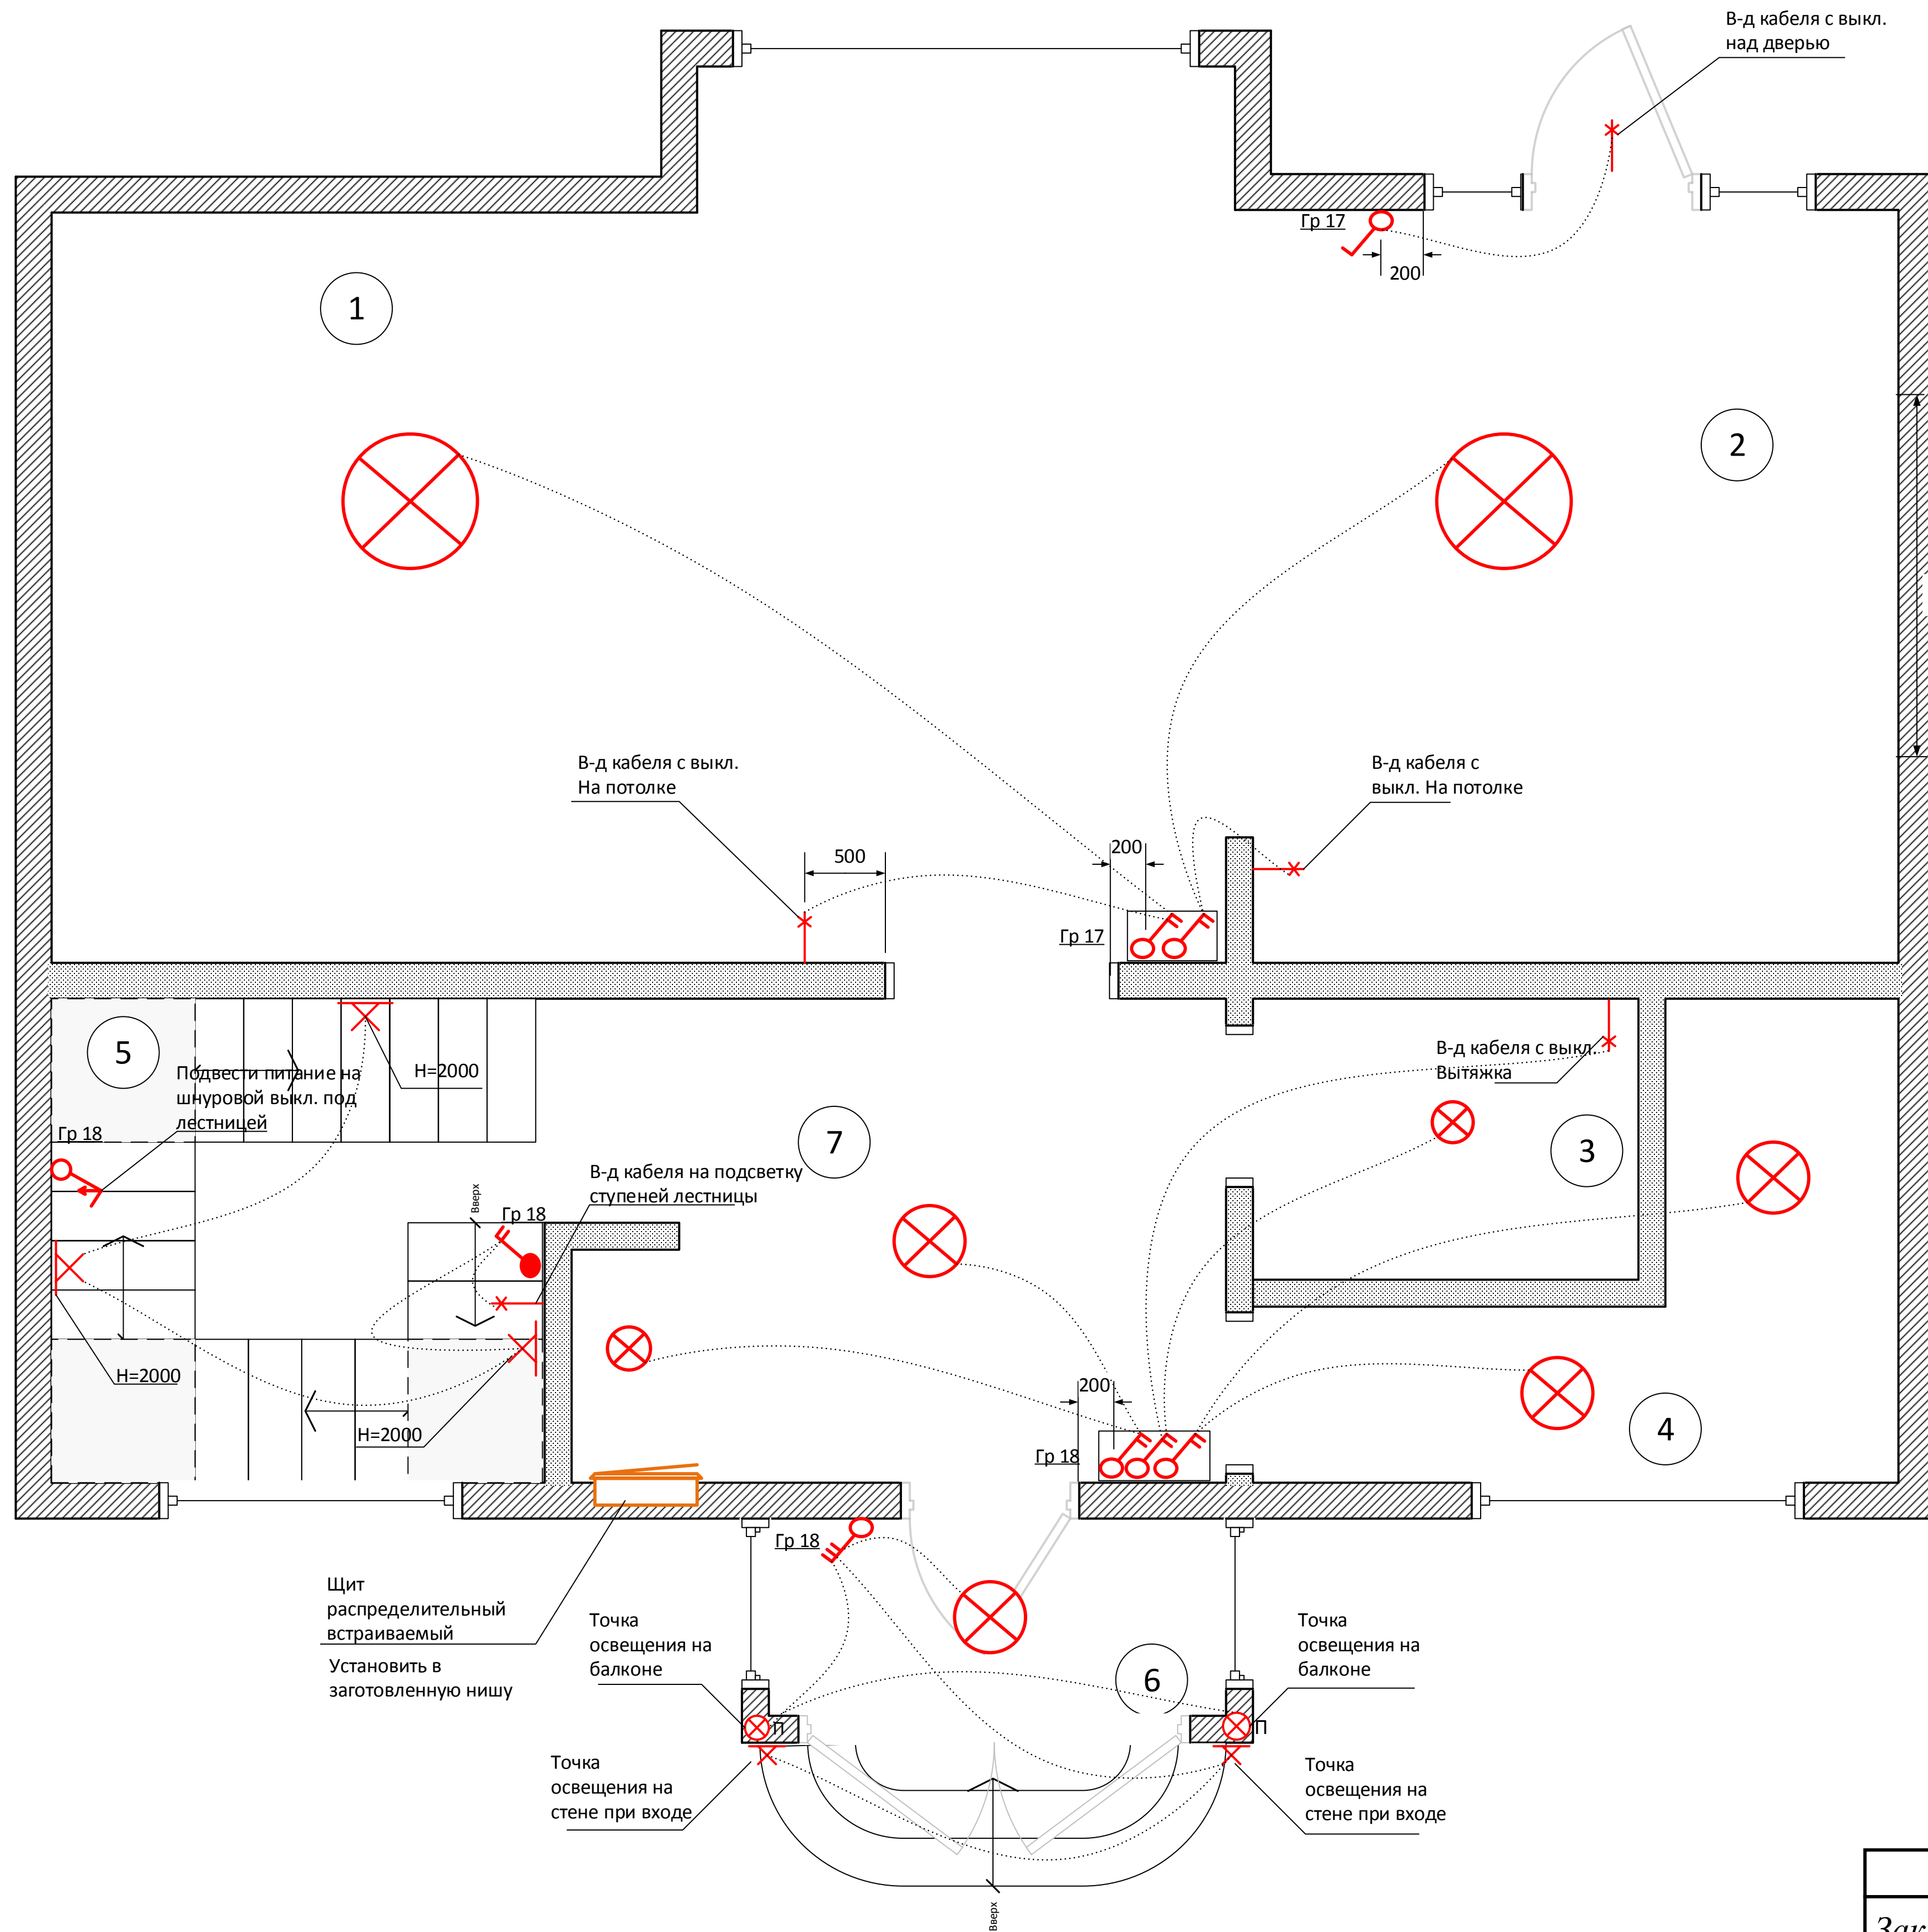 В-д кабеля с выкл.
над дверью
Гр 17
200
1
2
В-д кабеля с выкл.
На потолке
В-д кабеля с
выкл. На потолке
500
200
Гр 17
5
Подвести питание на
шнуровой выкл. под
лестницей
H=2000
Гр 18
В-д кабеля с выкл.
Вытяжка
7
3
В-д кабеля на подсветку
ступеней лестницы
Вверх
Гр 18
H=2000
H=2000
200
Гр 18
4
Гр 18
Щит
распределительный
встраиваемый
Установить в
заготовленную нишу
Точка
освещения на
балконе
Точка
освещения на
балконе
6
П
П
Точка
освещения на
стене при входе
Точка
освещения на
стене при входе
Вверх
Зак